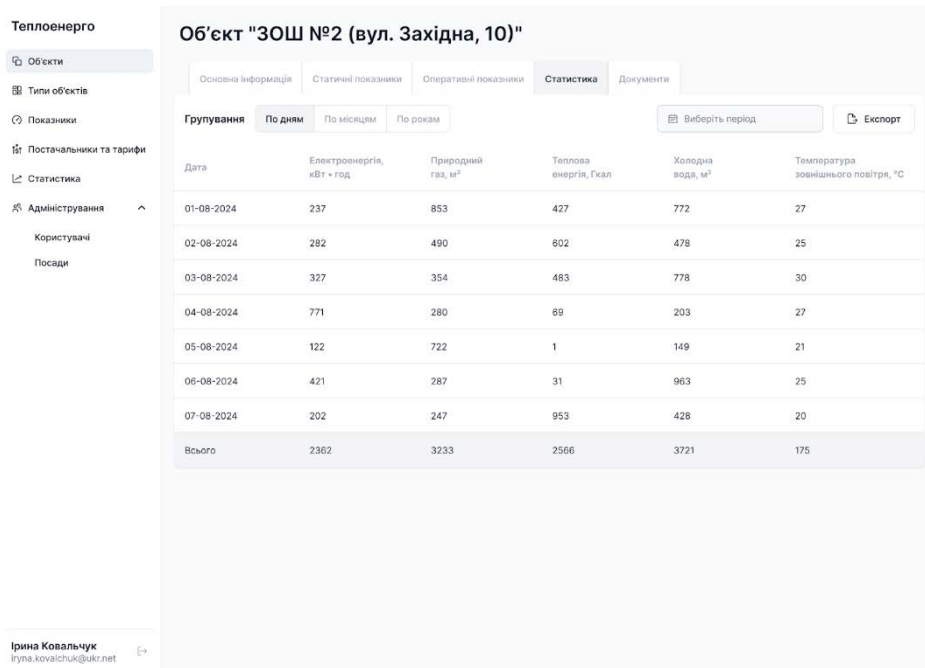 Теплоенерго
Об'єкти
Типи об'єктів
Показники
Постачальники та тарифи
Статистика
Адміністрування
Користувачі
Посади
Ірина Ковальчук
iryna.kovalchuk@ukr.net
Об'єкт "ЗОШ №2 (вул. Західна, 10)"
Основна інформація Статичні показники Оперативні показники Статистика Документи
Групування По дням По місяцям По рокам Виберіть період Експорт
Дата Електроенергія, кВт • год Природний газ, м³ Теплова енергія, Гкал Холодна вода, м³ Температура зовнішнього повітря, °C
01-08-2024 237 853 427 772 27
02-08-2024 282 490 602 478 25
03-08-2024 327 354 483 778 30
04-08-2024 771 280 69 203 27
05-08-2024 122 722 1 149 21
06-08-2024 421 287 31 963 25
07-08-2024 202 247 953 428 20
Всього 2362 3233 2566 3721 175